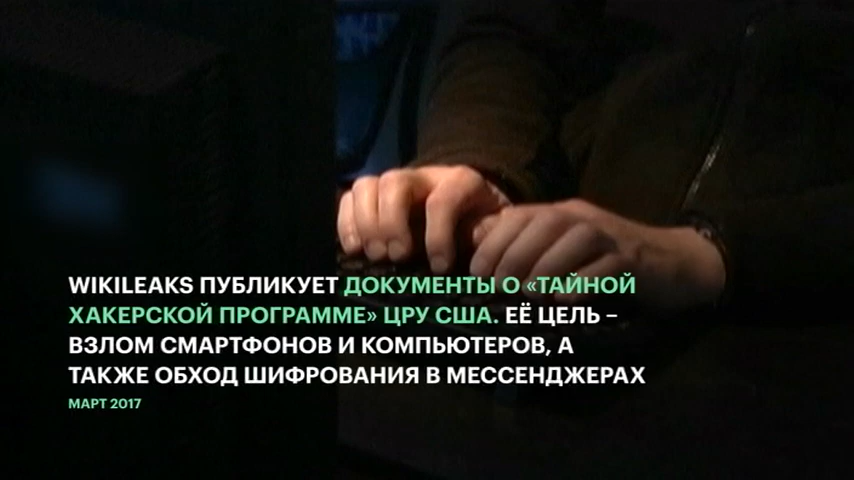 WIKILEAKS ПУБЛИКУЕТ ДОКУМЕНТЫ О «ТАЙНОЙ
ХАКЕРСКОЙ ПРОГРАММЕ» ЦРУ США. ЕЁ ЦЕЛЬ –
ВЗЛОМ СМАРТФОНОВ И КОМПЬЮТЕРОВ, А
ТАКЖЕ ОБХОД ШИФРОВАНИЯ В МЕССЕНДЖЕРАХ
МАРТ 2017